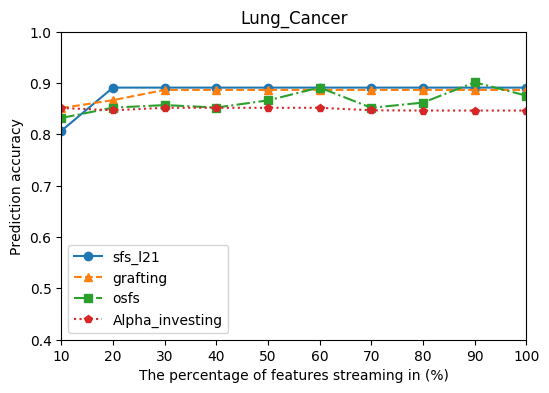 Lung_Cancer
1.0
0.9
0.8
0.7
0.6
0.5
0.4
Prediction accuracy
sfs_l21
grafting
osfs
Alpha_investing
10 20 30 40 50 60 70 80 90 100
The percentage of features streaming in (%)